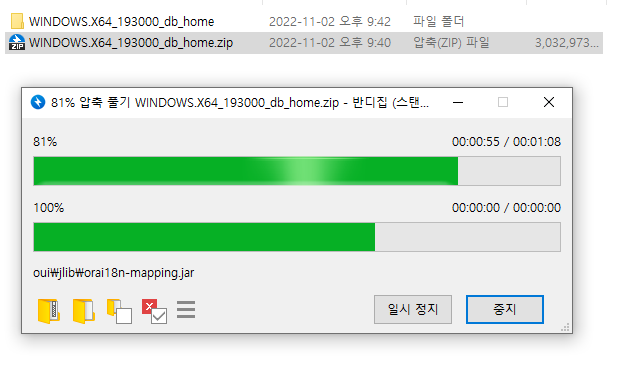 WINDOWS.X64_193000_db_home 2022-11-02 오후 9:42 파일 폴더
ZIP WINDOWS.X64_193000_db_home.zip 2022-11-02 오후 9:40 압축(ZIP) 파일 3,032,973...
81% 압축 풀기 WINDOWS.X64_193000_db_home.zip - 반디집 (스탠...
81% 00:00:55 / 00:01:08
100% 00:00:00 / 00:00:00
oui₩jlib₩orai18n-mapping.jar
일시 정지 중지